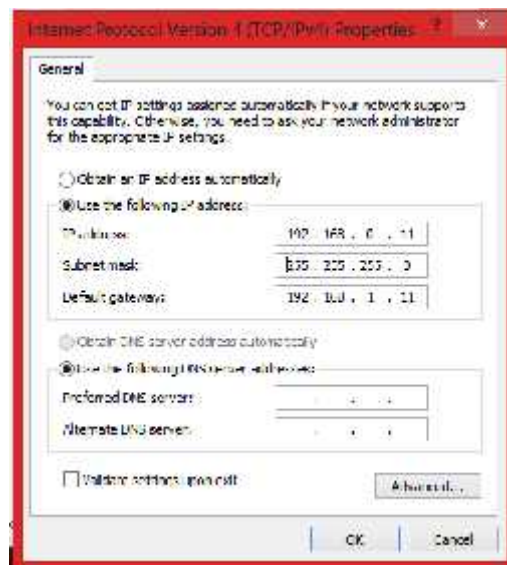 Internet Protocol Version 4 (TCP/IPv4) Properties
General
You can get IP settings assigned automatically if your network supports
this capability. Otherwise, you need to ask your network administrator
for the appropriate IP settings.
Obtain an IP address automatically
Use the following IP address:
IP address: 192 . 168 . 0 . 11
Subnet mask: 255 . 255 . 255 . 0
Default gateway: 192 . 168 . 1 . 11
Obtain DNS server address automatically
Use the following DNS server addresses:
Preferred DNS server: . . .
Alternate DNS server: . . .
Validate settings upon exit
Advanced...
OK Cancel